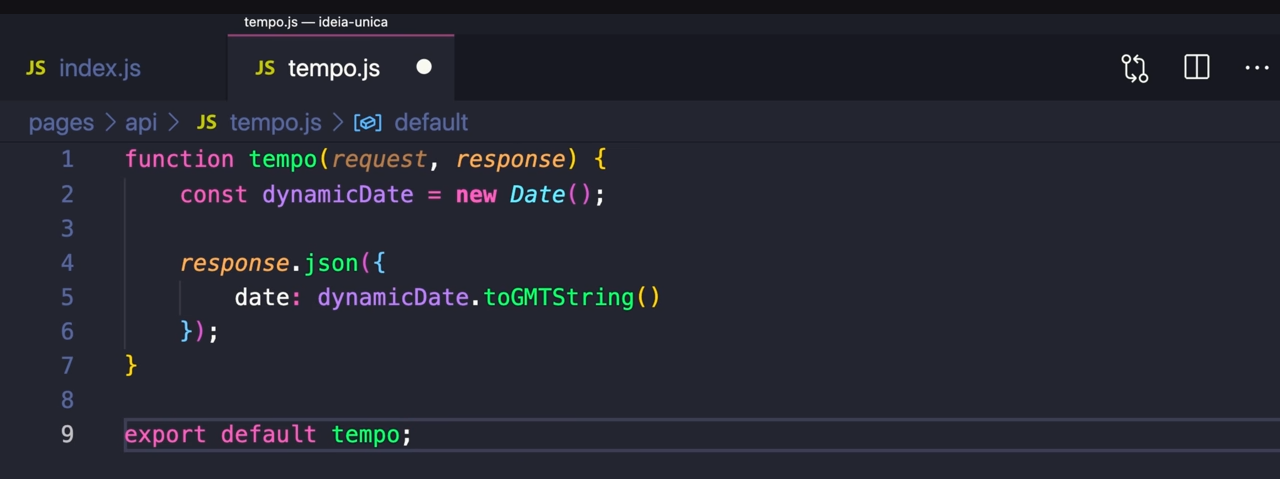 tempo.js — ideia-unica
JS index.js JS tempo.js
pages > api > JS tempo.js > default
1 function tempo(request, response) {
2     const dynamicDate = new Date();
3
4     response.json({
5         date: dynamicDate.toGMTString()
6     });
7 }
8
9 export default tempo;